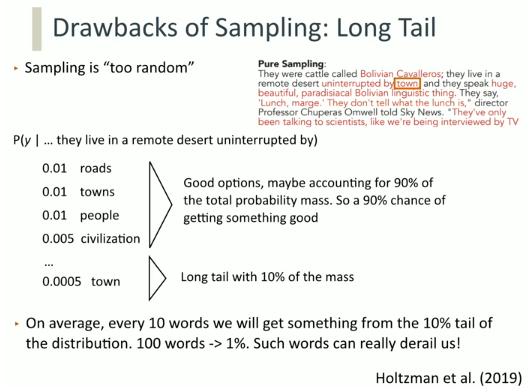 Drawbacks of Sampling: Long Tail
▸ Sampling is “too random”
Pure Sampling:
They were cattle called Bolivian Cavalleros; they live in a
remote desert uninterrupted by town, and they speak huge,
beautiful, paradisiacal Bolivian linguistic thing. They say,
'Lunch, marge.' They don't tell what the lunch is," director
Professor Chuperas Omwell told Sky News. "They've only
been talking to scientists, like we're being interviewed by TV
P(y | … they live in a remote desert uninterrupted by)
0.01 roads
0.01 towns
0.01 people
0.005 civilization
…
0.0005 town
Good options, maybe accounting for 90% of
the total probability mass. So a 90% chance of
getting something good
Long tail with 10% of the mass
▸ On average, every 10 words we will get something from the 10% tail of
the distribution. 100 words -> 1%. Such words can really derail us!
Holtzman et al. (2019)